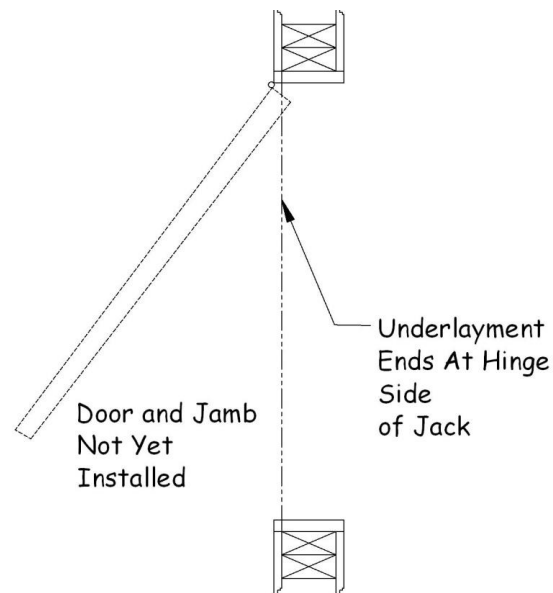 Underlayment
Ends At Hinge
Side
of Jack
Door and Jamb
Not Yet
Installed